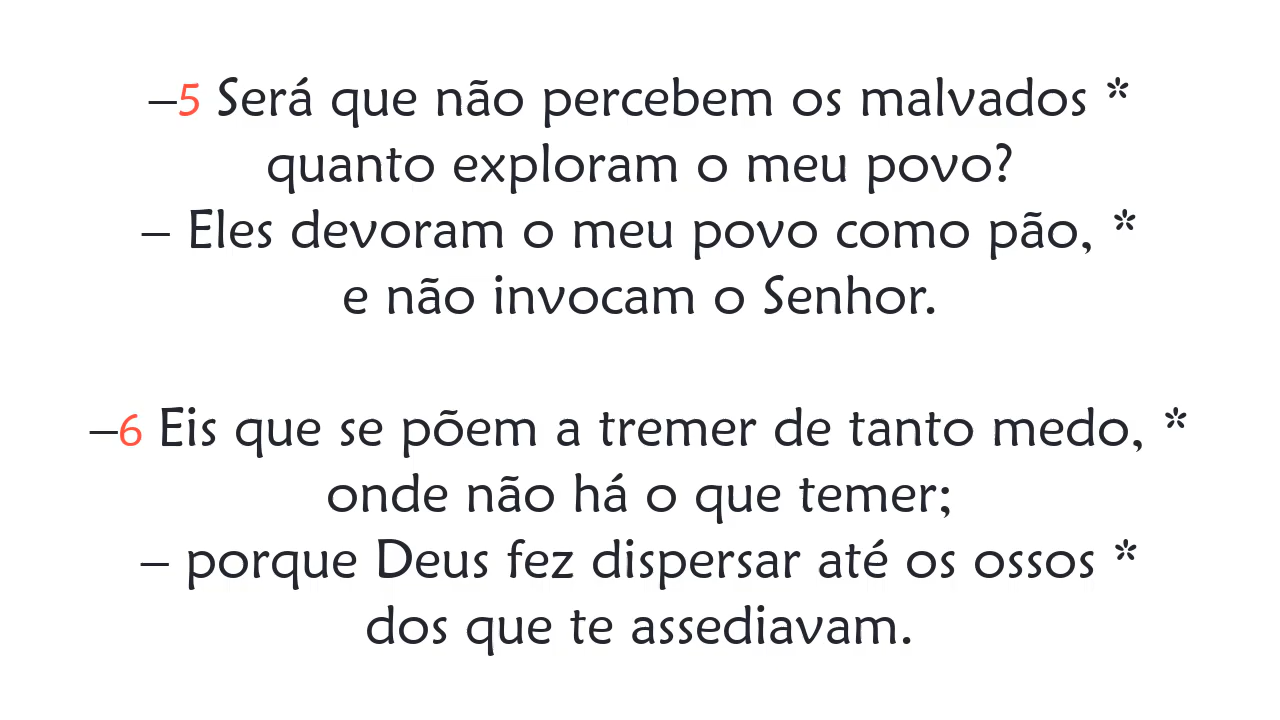 –5 Será que não percebem os malvados *
quanto exploram o meu povo?
– Eles devoram o meu povo como pão, *
e não invocam o Senhor.
–6 Eis que se põem a tremer de tanto medo, *
onde não há o que temer;
– porque Deus fez dispersar até os ossos *
dos que te assediavam.